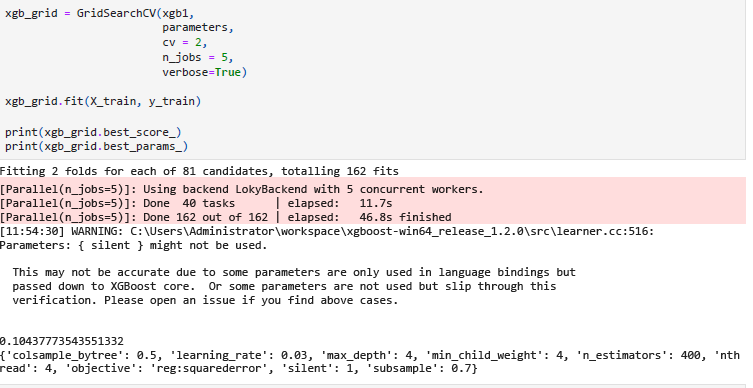 xgb_grid = GridSearchCV(xgb1,
                        parameters,
                        cv = 2,
                        n_jobs = 5,
                        verbose=True)

xgb_grid.fit(X_train, y_train)

print(xgb_grid.best_score_)
print(xgb_grid.best_params_)
Fitting 2 folds for each of 81 candidates, totalling 162 fits
[Parallel(n_jobs=5)]: Using backend LokyBackend with 5 concurrent workers.
[Parallel(n_jobs=5)]: Done  40 tasks      | elapsed:   11.7s
[Parallel(n_jobs=5)]: Done 162 out of 162 | elapsed:   46.8s finished
[11:54:30] WARNING: C:\Users\Administrator\workspace\xgboost-win64_release_1.2.0\src\learner.cc:516:
Parameters: { silent } might not be used.

  This may not be accurate due to some parameters are only used in language bindings but
  passed down to XGBoost core.  Or some parameters are not used but slip through this
  verification. Please open an issue if you find above cases.


0.10437773543551332
{'colsample_bytree': 0.5, 'learning_rate': 0.03, 'max_depth': 4, 'min_child_weight': 4, 'n_estimators': 400, 'nth
read': 4, 'objective': 'reg:squarederror', 'silent': 1, 'subsample': 0.7}